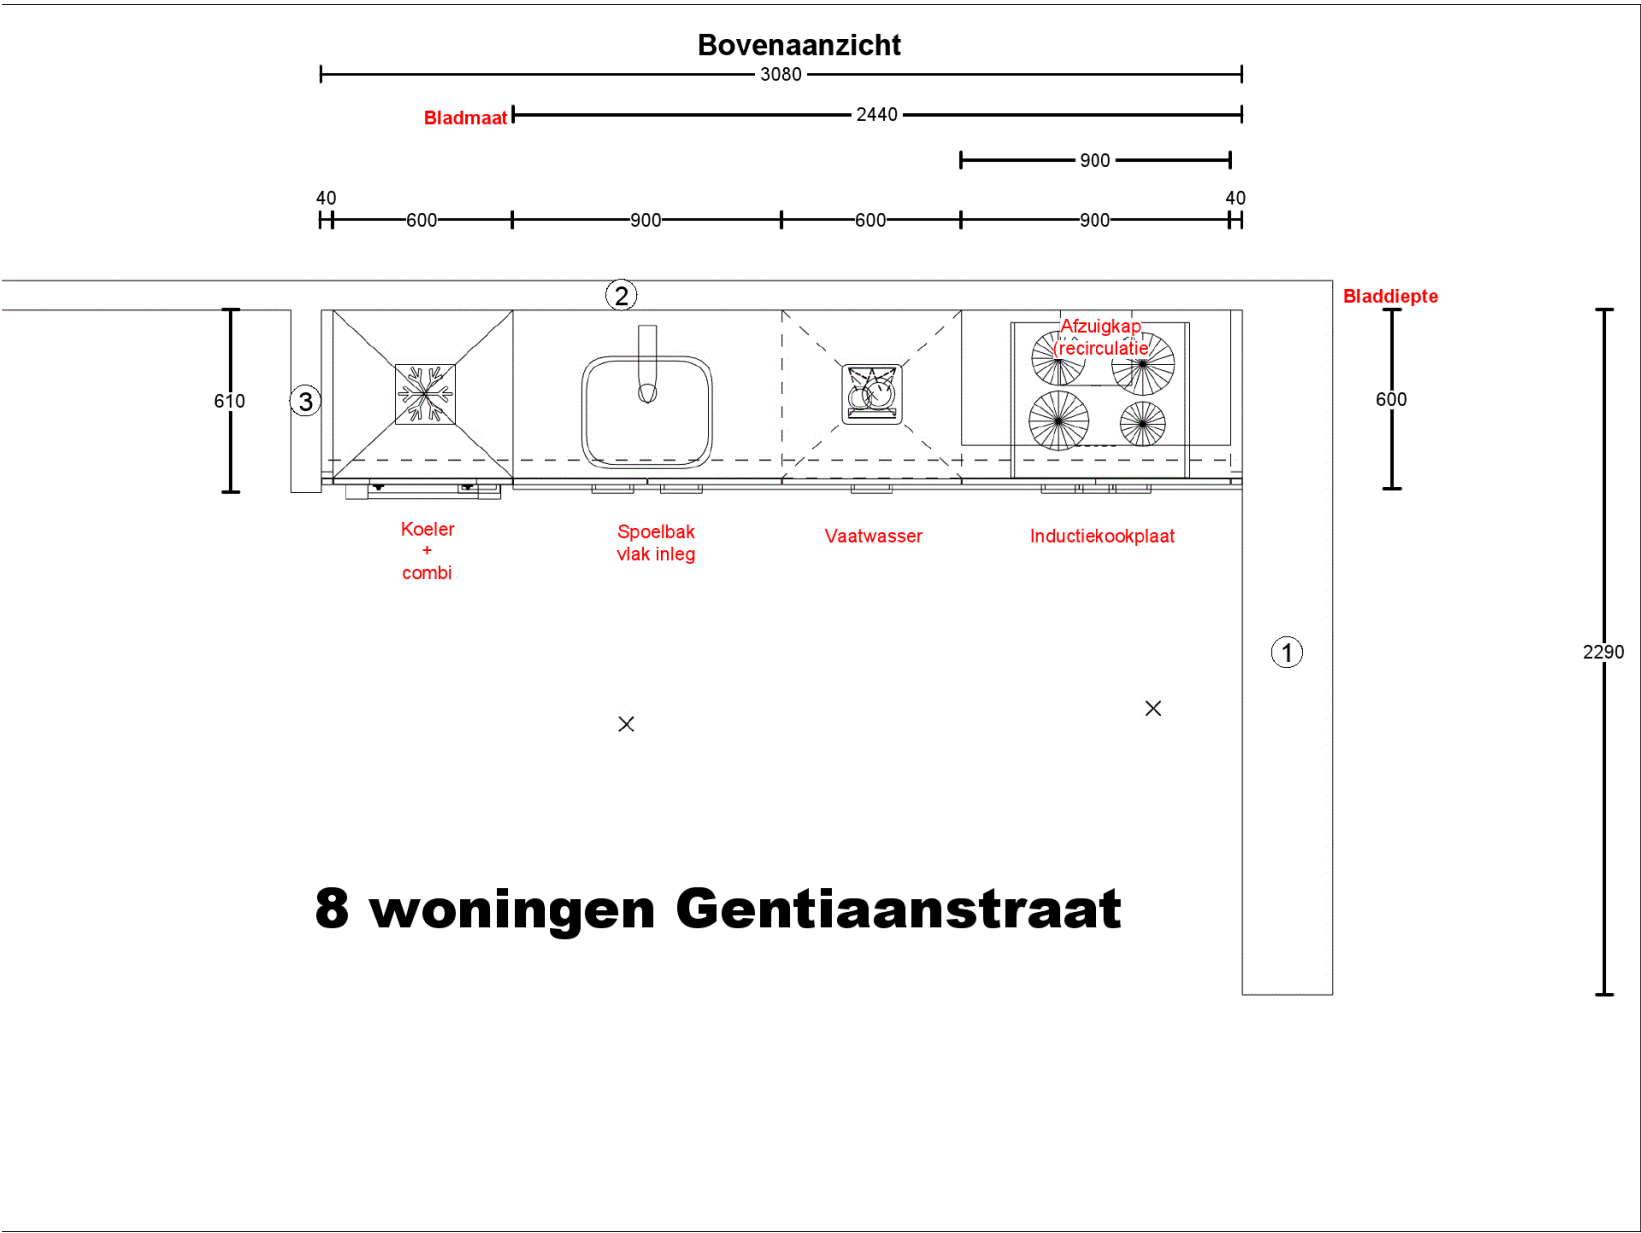 Bovenaanzicht
3080
Bladmaat
2440
900
40
40
600
900
600
900
2
Bladdiepte
Afzuigkap
(recirculatie
610
3
600
Koeler
+
combi
Spoelbak
vlak inleg
Vaatwasser
Inductiekookplaat
1
2290
8 woningen Gentiaanstraat